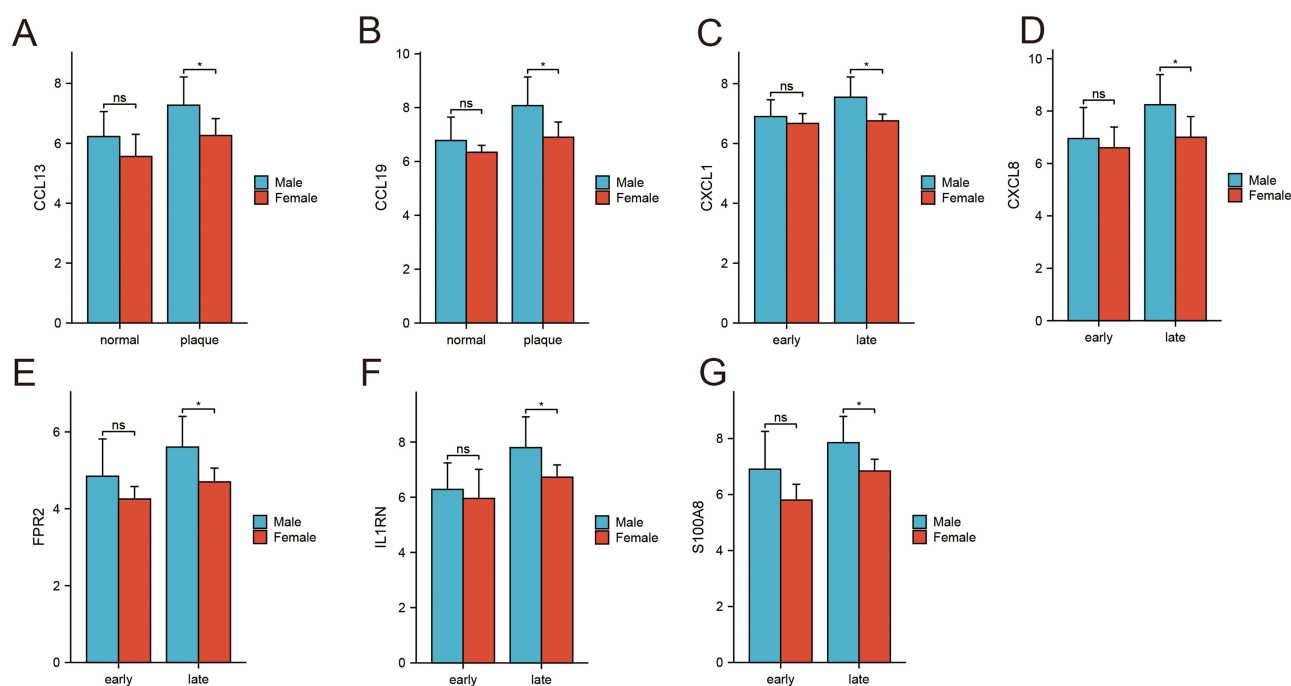 A
CCL13
8
6
4
2
0
ns
*
normal
plaque
Male
Female
B
CCL19
10
8
6
4
2
0
ns
*
normal
plaque
Male
Female
C
CXCL1
8
6
4
2
0
ns
*
early
late
Male
Female
D
CXCL8
10
8
6
4
2
0
ns
*
early
late
Male
Female
E
FPR2
6
4
2
0
ns
*
early
late
Male
Female
F
IL1RN
8
6
4
2
0
ns
*
early
late
Male
Female
G
S100A8
8
6
4
2
0
ns
*
early
late
Male
Female